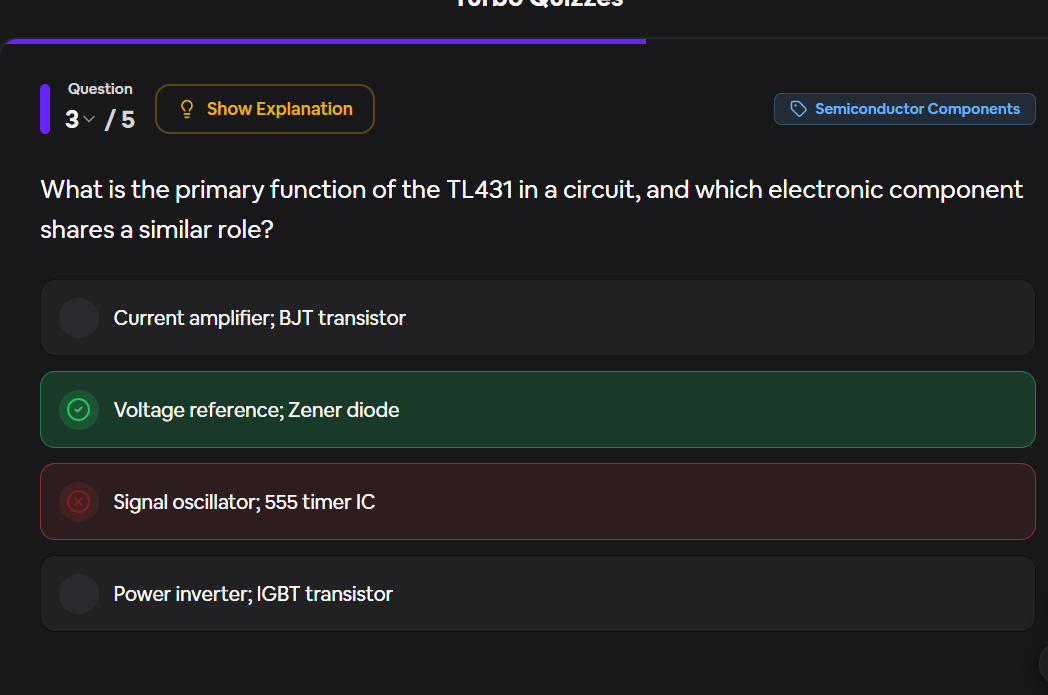 Turbo Quizzes
Question
3 / 5
Show Explanation
Semiconductor Components
What is the primary function of the TL431 in a circuit, and which electronic component
shares a similar role?
Current amplifier; BJT transistor
Voltage reference; Zener diode
Signal oscillator; 555 timer IC
Power inverter; IGBT transistor